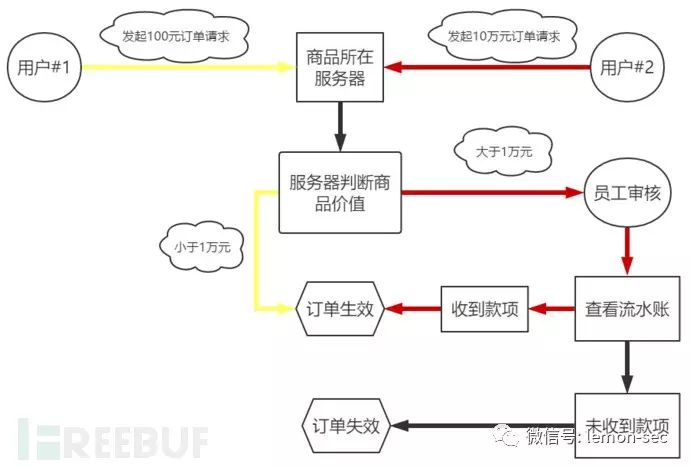 发起100元订单请求
发起10万元订单请求
用户#1
商品所在
服务器
用户#2
大于1万元
服务器判断商
品价值
员工审核
小于1万元
订单生效
收到款项
查看流水账
订单失效
未收到款项
REEBUF
微信号: lemon-sec